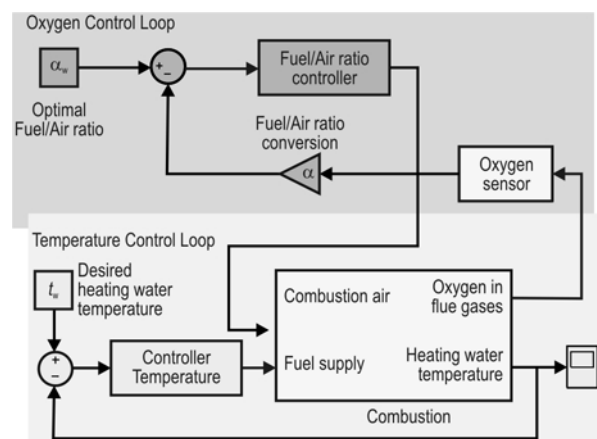 Oxygen Control Loop
α_w
Optimal
Fuel/Air ratio
+
−
Fuel/Air ratio
controller
Fuel/Air ratio
conversion
α
Oxygen
sensor
Temperature Control Loop
t_w
Desired
heating water
temperature
+
−
Controller
Temperature
Combustion air
Fuel supply
Oxygen in
flue gases
Heating water
temperature
Combustion